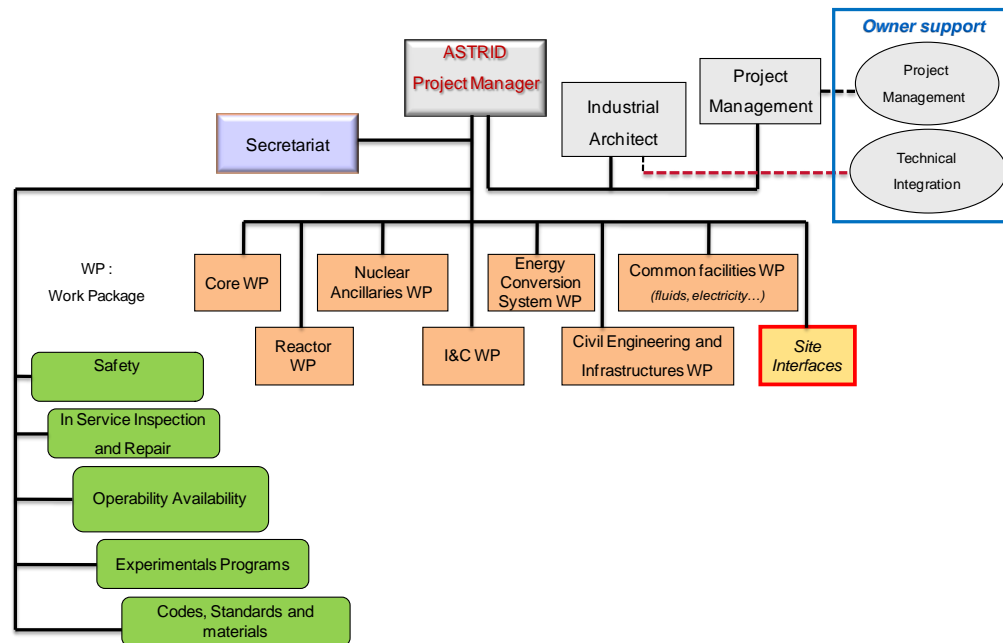 Owner support
ASTRID
Project Manager
Project
Management
Project
Management
Industrial
Architect
Secretariat
Technical
Integration
WP :
Work Package
Core WP
Nuclear
Ancillaries WP
Energy
Conversion
System WP
Common facilities WP
(fluids, electricity…)
Reactor
WP
I&C WP
Civil Engineering and
Infrastructures WP
Site
Interfaces
Safety
In Service Inspection
and Repair
Operability Availability
Experimentals Programs
Codes, Standards and
materials